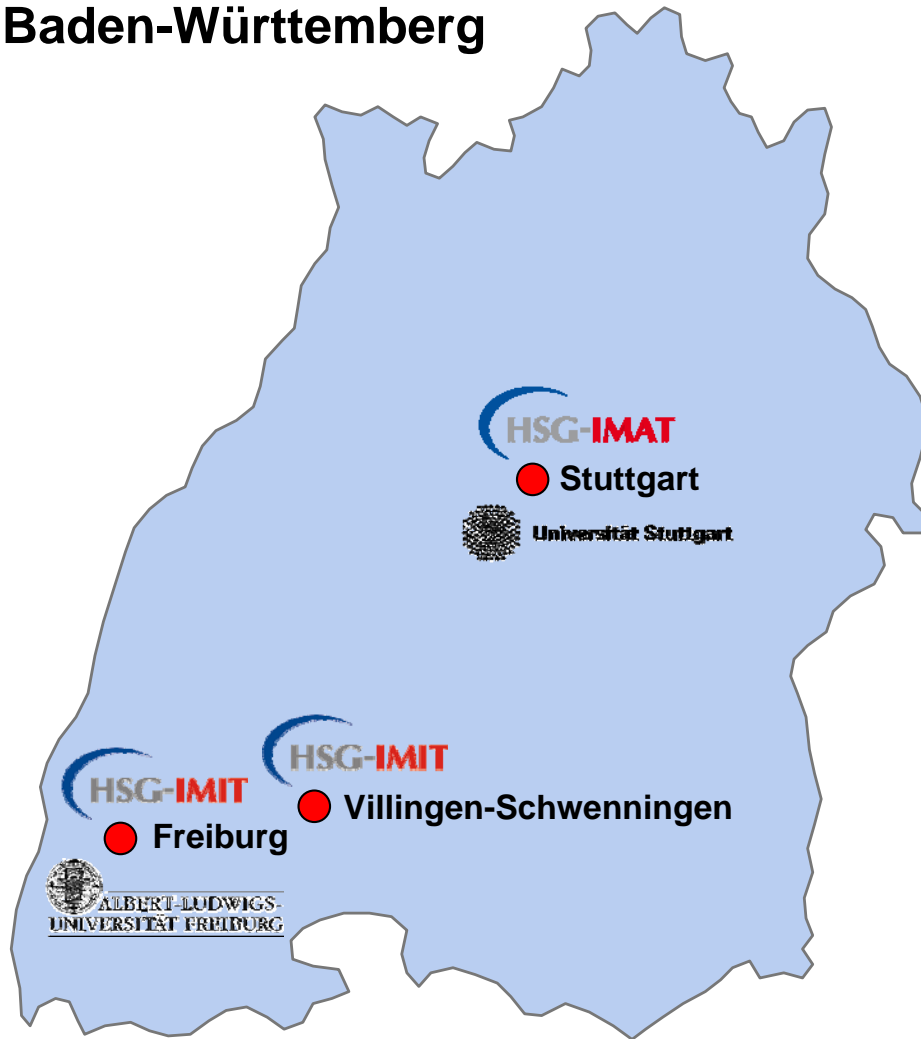 Baden-Württemberg
HSG-IMAT
Stuttgart
Universität Stuttgart
HSG-IMIT
Villingen-Schwenningen
HSG-IMIT
Freiburg
ALBERT-LUDWIGS-
UNIVERSITÄT FREIBURG